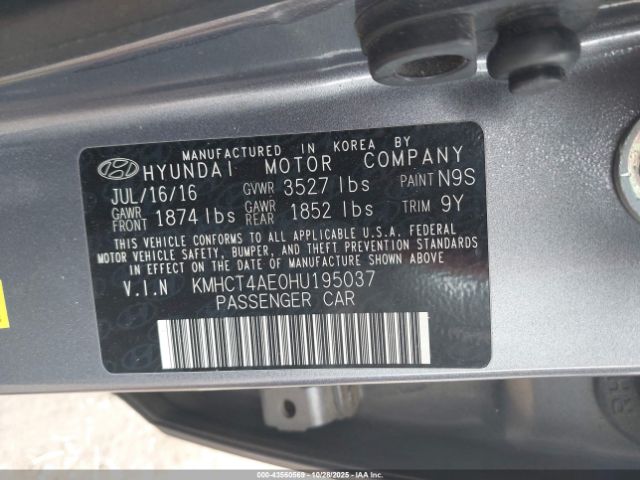 MANUFACTURED IN KOREA BY
HYUNDAI MOTOR COMPANY
JUL/16/16 GVWR 3527 lbs PAINT N9S
GAWR FRONT 1874 lbs GAWR REAR 1852 lbs TRIM 9Y
THIS VEHICLE CONFORMS TO ALL APPLICABLE U.S.A. FEDERAL
MOTOR VEHICLE SAFETY, BUMPER, AND THEFT PREVENTION STANDARDS
IN EFFECT ON THE DATE OF MANUFACTURE SHOWN ABOVE
V.I.N KMHCT4AE0HU195037
PASSENGER CAR
000-43560569 - 10/28/2025 - IAAI.COM